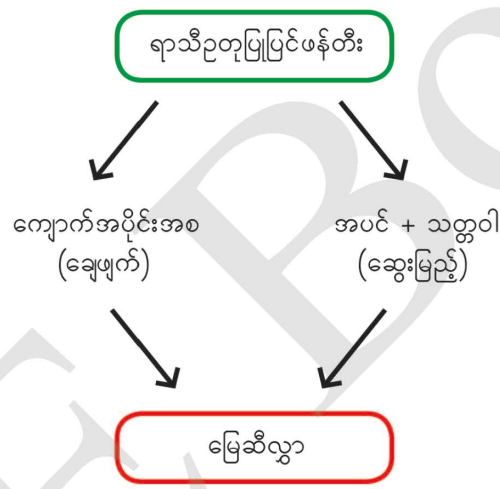 ရာသီဥတုပြုပြင်ဖန်တီး
ကျောက်အပိုင်းအစ
(ချေဖျက်)
အပင် + သတ္တဝါ
(ဆွေးမြည့်)
မြေဆီလွှာ